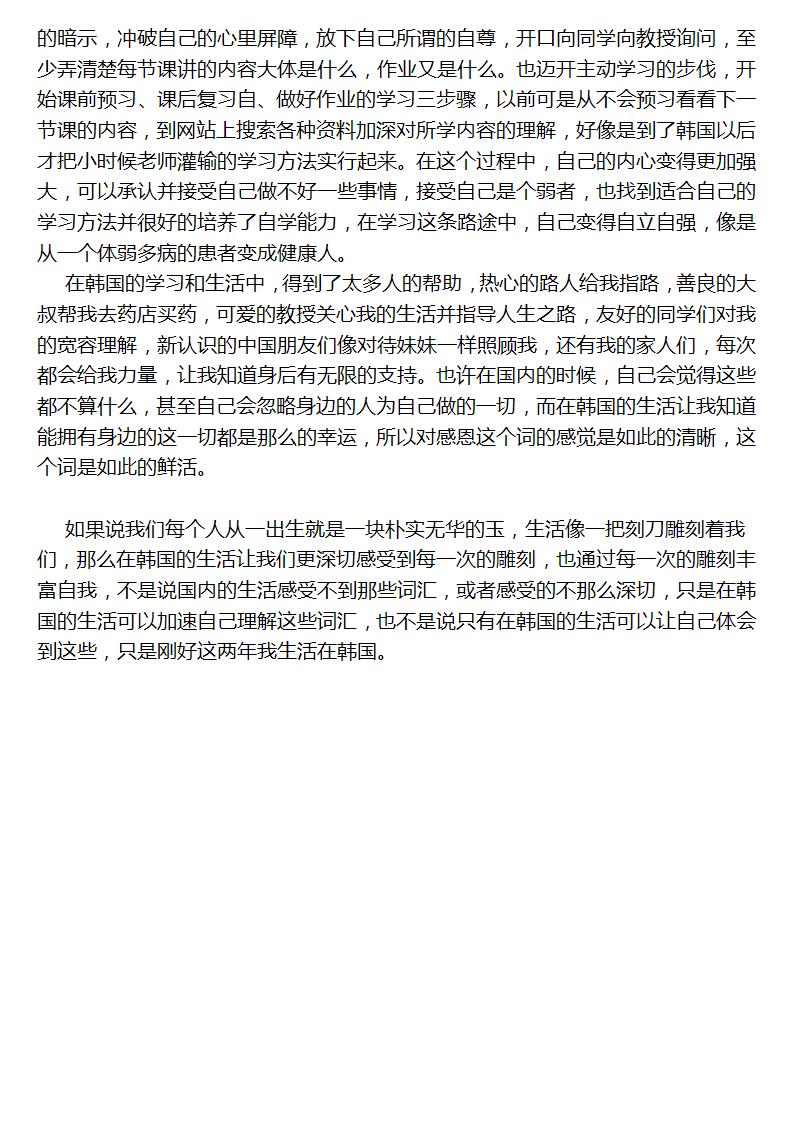 的暗示，冲破自己的心里屏障，放下自己所谓的自尊，开口向同学向教授询问，至
少弄清楚每节课讲的内容大体是什么，作业又是什么。也迈开主动学习的步伐，开
始课前预习、课后复习自、做好作业的学习三步骤，以前可是从不会预习看看下一
节课的内容，到网站上搜索各种资料加深对所学内容的理解，好像是到了韩国以后
才把小时候老师灌输的学习方法实行起来。在这个过程中，自己的内心变得更加强
大，可以承认并接受自己做不好一些事情，接受自己是个弱者，也找到适合自己的
学习方法并很好的培养了自学能力，在学习这条路途中，自己变得自立自强，像是
从一个体弱多病的患者变成健康人。
在韩国的学习和生活中，得到了太多人的帮助，热心的路人给我指路，善良的大
叔帮我去药店买药，可爱的教授关心我的生活并指导人生之路，友好的同学们对我
的宽容理解，新认识的中国朋友们像对待妹妹一样照顾我，还有我的家人们，每次
都会给我力量，让我知道身后有无限的支持。也许在国内的时候，自己会觉得这些
都不算什么，甚至自己会忽略身边的人为自己做的一切，而在韩国的生活让我知道
能拥有身边的这一切都是那么的幸运，所以对感恩这个词的感觉是如此的清晰，这
个词是如此的鲜活。
如果说我们每个人从一出生就是一块朴实无华的玉，生活像一把刻刀雕刻着我
们，那么在韩国的生活让我们更深切感受到每一次的雕刻，也通过每一次的雕刻丰
富自我，不是说国内的生活感受不到那些词汇，或者感受的不那么深切，只是在韩
国的生活可以加速自己理解这些词汇，也不是说只有在韩国的生活可以让自己体会
到这些，只是刚好这两年我生活在韩国。